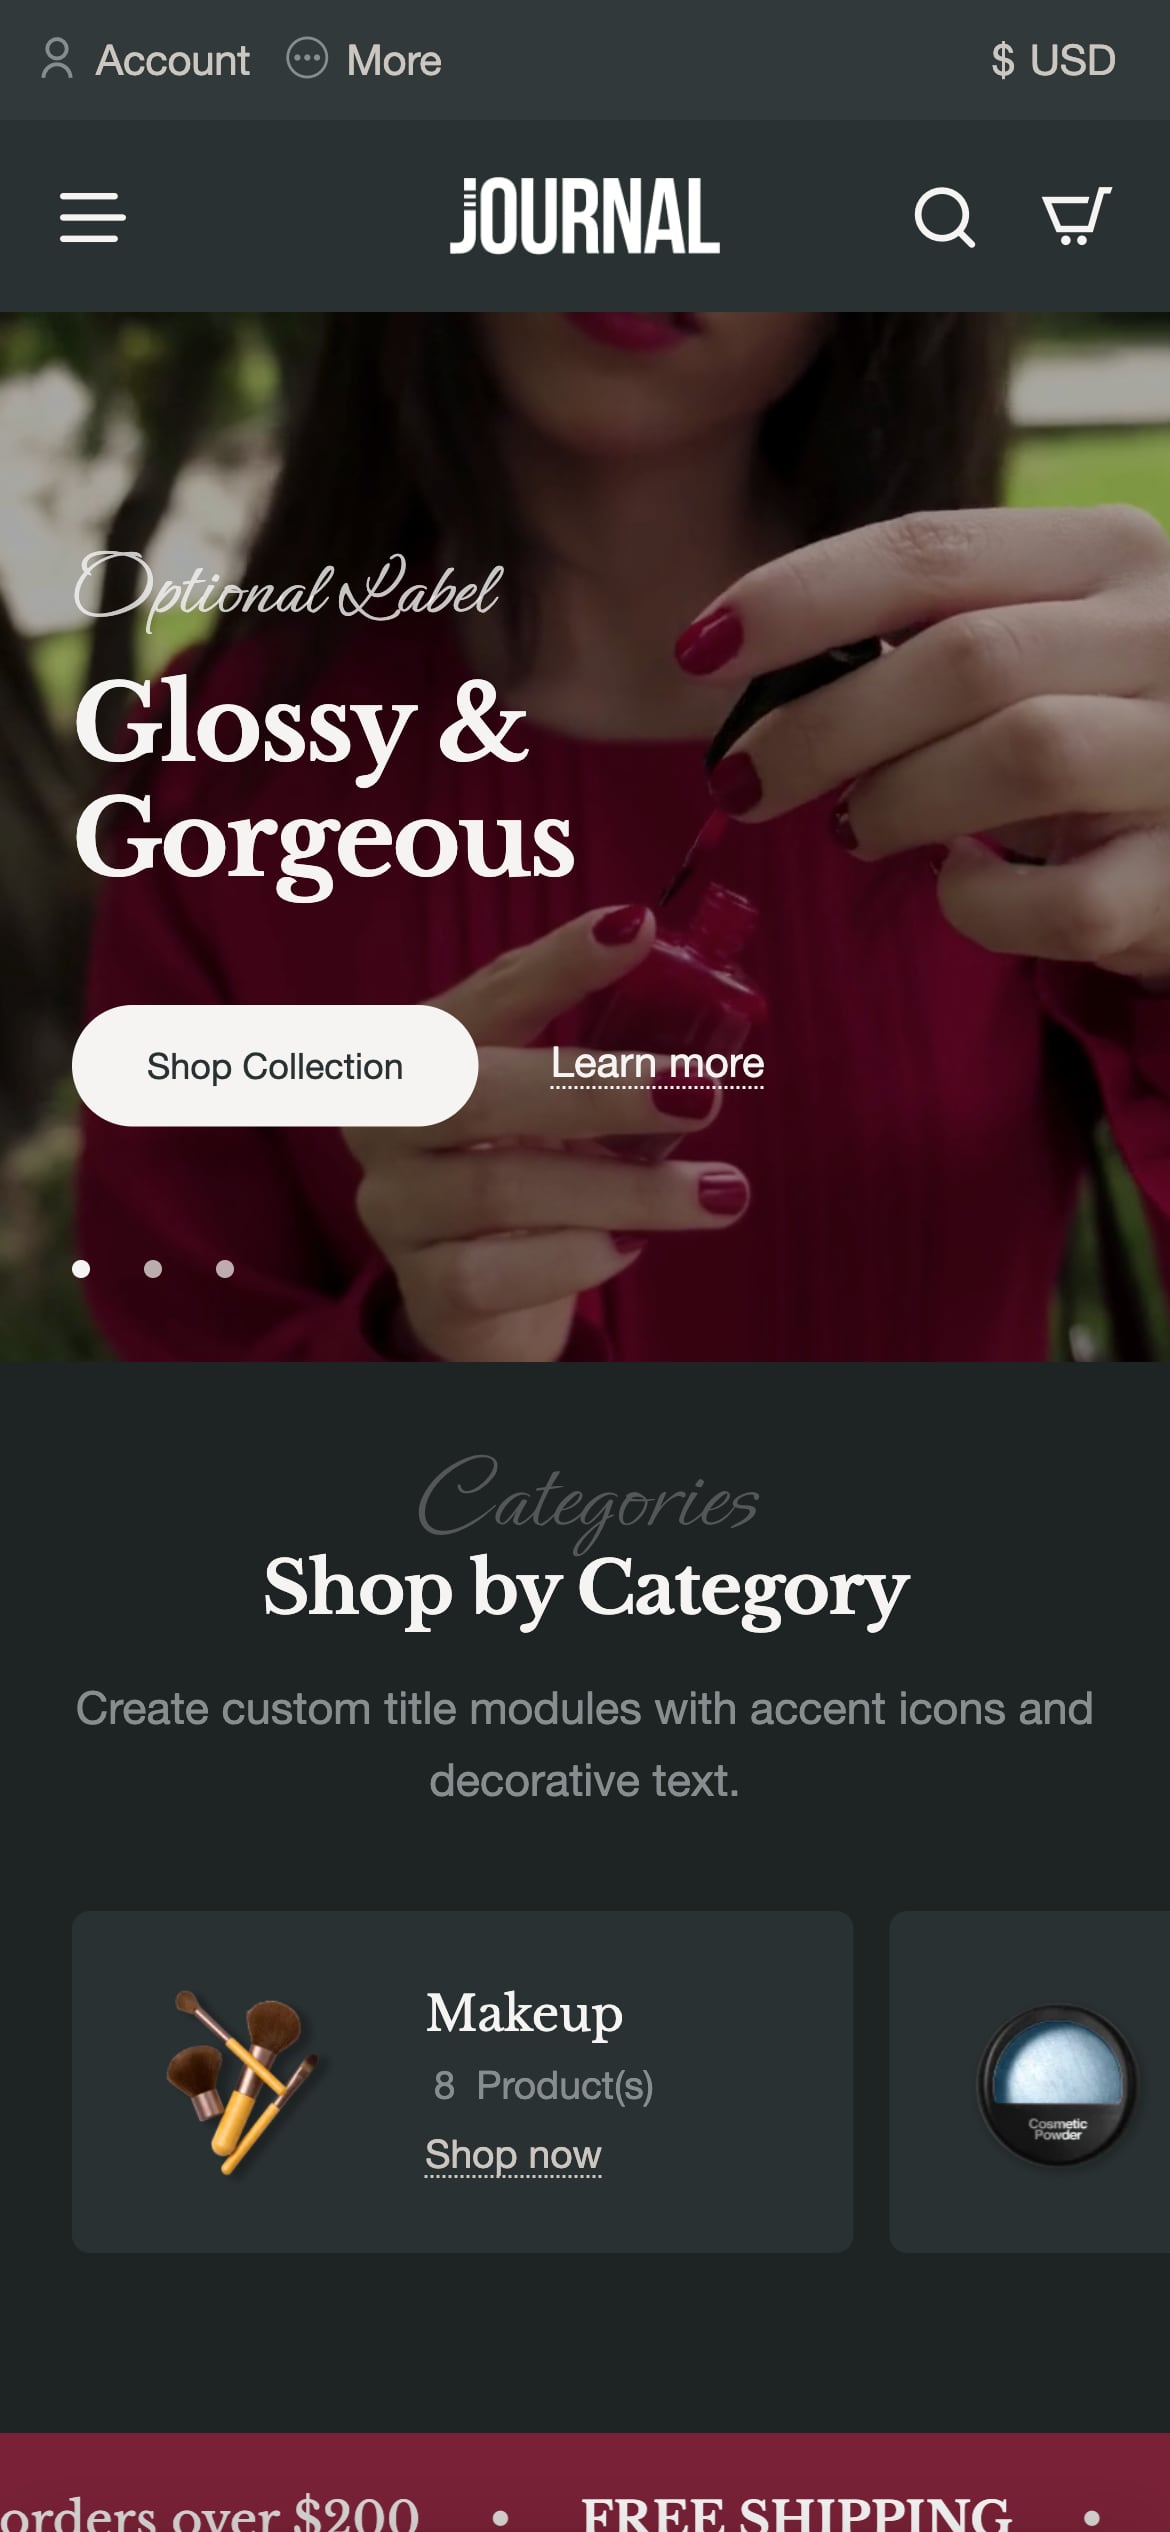 Account More $ USD
JOURNAL
Optional Label
Glossy &
Gorgeous
Shop Collection Learn more
Categories
Shop by Category
Create custom title modules with accent icons and
decorative text.
Makeup
8 Product(s)
Shop now
Cosmetic
Powder
orders over $200 • FREE SHIPPING •